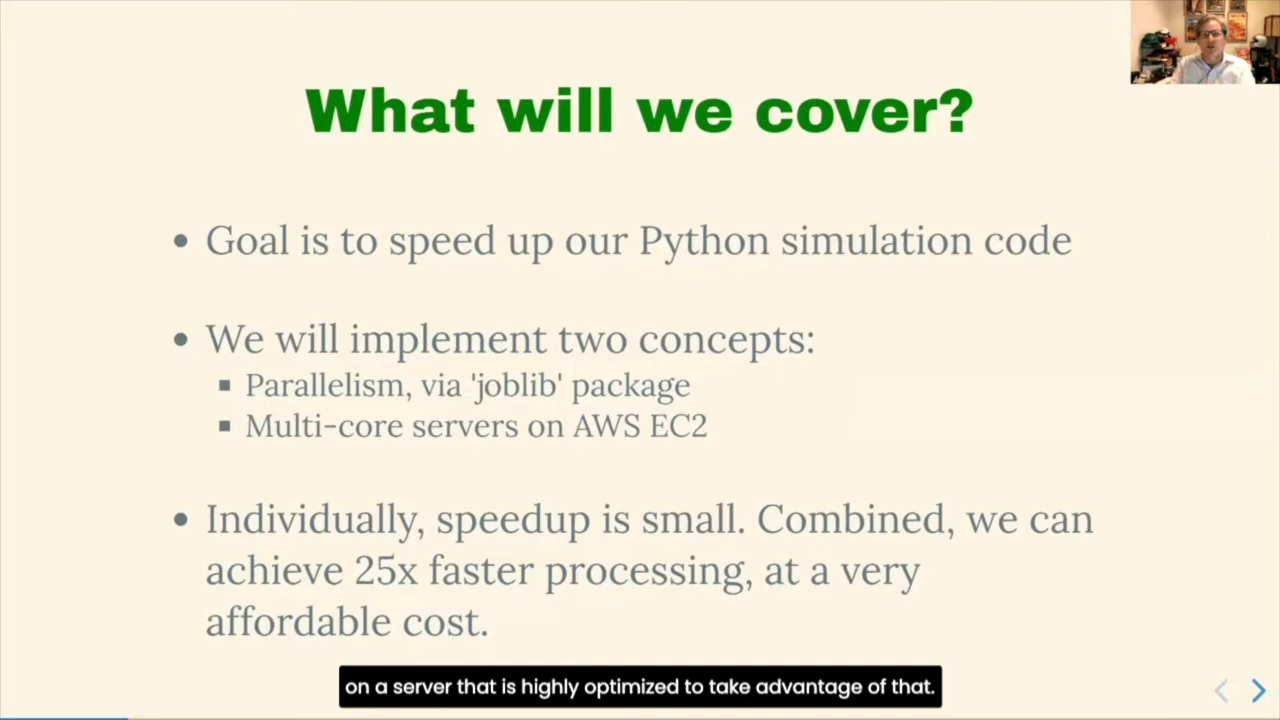 What will we cover?
• Goal is to speed up our Python simulation code
• We will implement two concepts:
▪ Parallelism, via 'joblib' package
▪ Multi-core servers on AWS EC2
• Individually, speedup is small. Combined, we can
achieve 25x faster processing, at a very
affordable cost.
on a server that is highly optimized to take advantage of that.